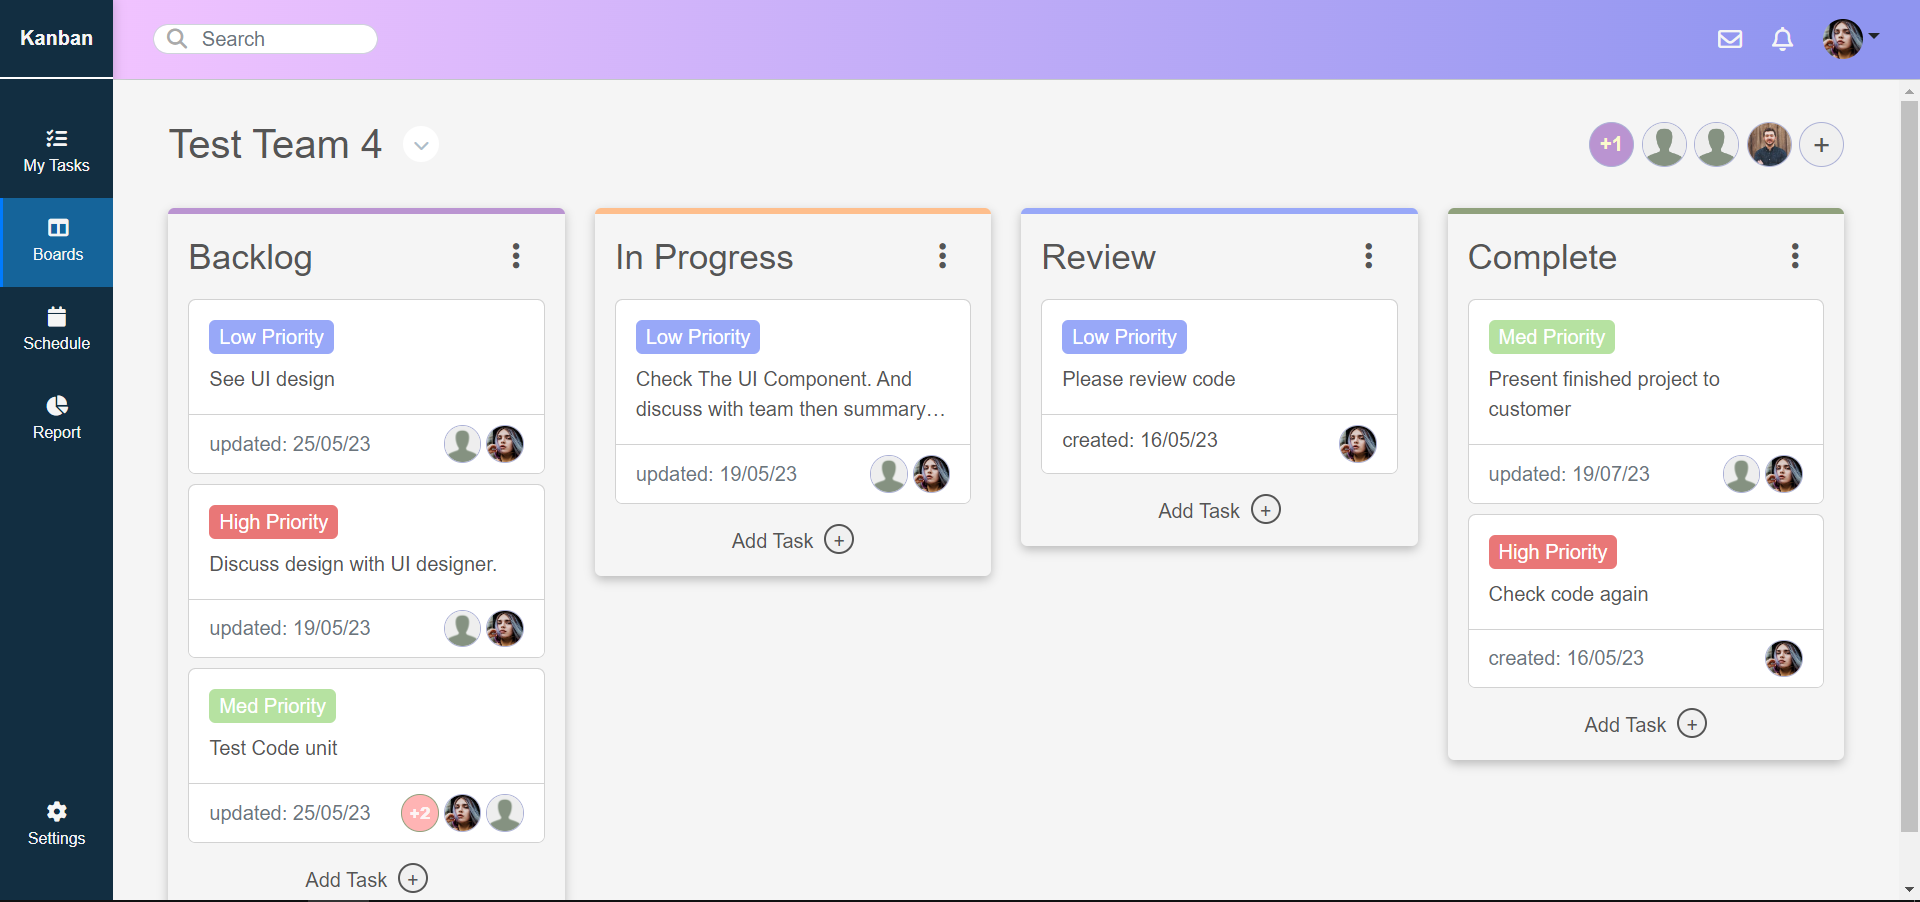 Kanban
Search
My Tasks
Boards
Schedule
Report
Settings
Test Team 4
+1
+
Backlog
Low Priority
See UI design
updated: 25/05/23
High Priority
Discuss design with UI designer.
updated: 19/05/23
Med Priority
Test Code unit
updated: 25/05/23
+2
Add Task +
In Progress
Low Priority
Check The UI Component. And
discuss with team then summary…
updated: 19/05/23
Add Task +
Review
Low Priority
Please review code
created: 16/05/23
Add Task +
Complete
Med Priority
Present finished project to
customer
updated: 19/07/23
High Priority
Check code again
created: 16/05/23
Add Task +